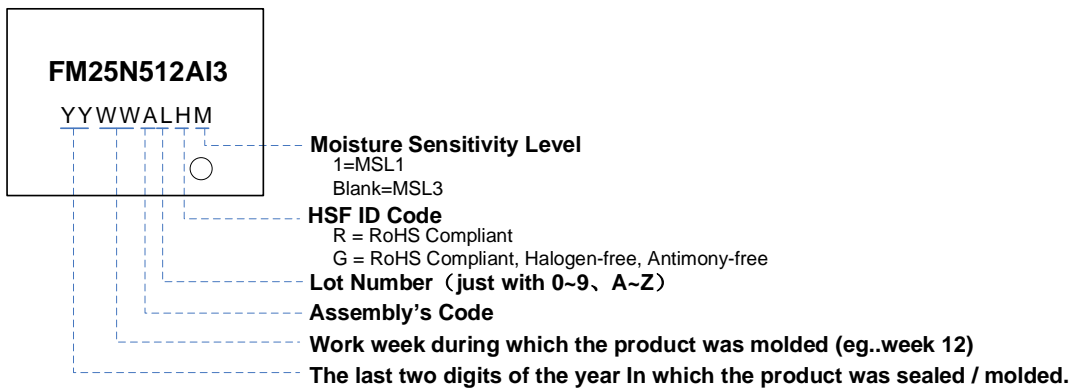 FM25N512AI3
YYWWALHM
Moisture Sensitivity Level
1=MSL1
Blank=MSL3
HSF ID Code
R = RoHS Compliant
G = RoHS Compliant, Halogen-free, Antimony-free
Lot Number（just with 0~9、A~Z）
Assembly's Code
Work week during which the product was molded (eg..week 12)
The last two digits of the year In which the product was sealed / molded.